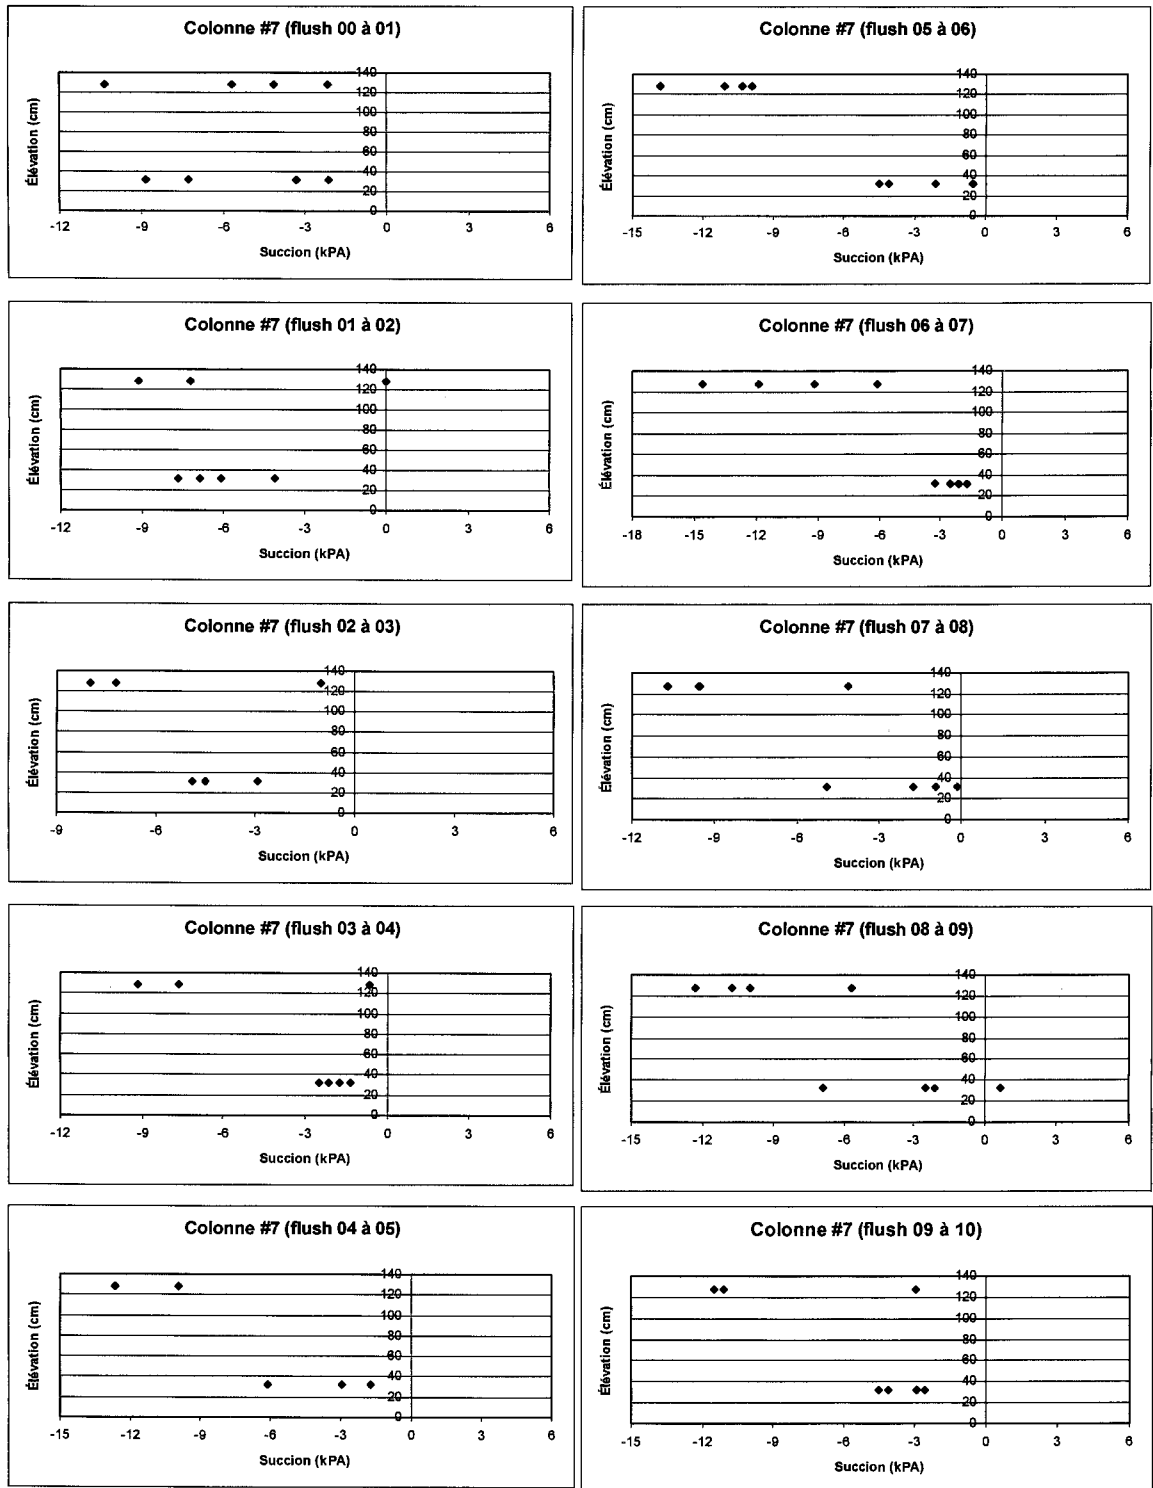 Colonne #7 (flush 00 à 01)
Élévation (cm)
140
120
100
80
60
40
20
0
-12 -9 -6 -3 0 3 6
Succion (kPA)
Colonne #7 (flush 05 à 06)
Élévation (cm)
140
120
100
80
60
40
20
0
-15 -12 -9 -6 -3 0 3 6
Succion (kPA)
Colonne #7 (flush 01 à 02)
Élévation (cm)
140
120
100
80
60
40
20
0
-12 -9 -6 -3 0 3 6
Succion (kPA)
Colonne #7 (flush 06 à 07)
Élévation (cm)
140
120
100
80
60
40
20
0
-18 -15 -12 -9 -6 -3 0 3 6
Succion (kPA)
Colonne #7 (flush 02 à 03)
Élévation (cm)
140
120
100
80
60
40
20
0
-9 -6 -3 0 3 6
Succion (kPA)
Colonne #7 (flush 07 à 08)
Élévation (cm)
140
120
100
80
60
40
20
0
-12 -9 -6 -3 0 3 6
Succion (kPA)
Colonne #7 (flush 03 à 04)
Élévation (cm)
140
120
100
80
60
40
20
0
-12 -9 -6 -3 0 3 6
Succion (kPA)
Colonne #7 (flush 08 à 09)
Élévation (cm)
140
120
100
80
60
40
20
0
-15 -12 -9 -6 -3 0 3 6
Succion (kPA)
Colonne #7 (flush 04 à 05)
Élévation (cm)
140
120
100
80
60
40
20
0
-15 -12 -9 -6 -3 0 3 6
Succion (kPA)
Colonne #7 (flush 09 à 10)
Élévation (cm)
140
120
100
80
60
40
20
0
-15 -12 -9 -6 -3 0 3 6
Succion (kPA)